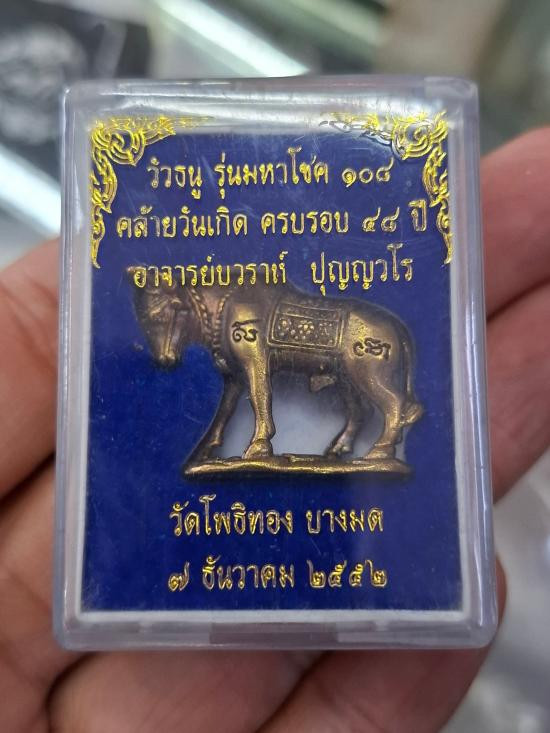 วัวธนู รุ่นมหาโชค ๑๐๘
คล้ายวันเกิด ครบรอบ ๔๘ ปี
อาจารย์บวราห์ ปุญญวโร
วัดโพธิทอง บางมด
๗ ธันวาคม ๒๕๕๒